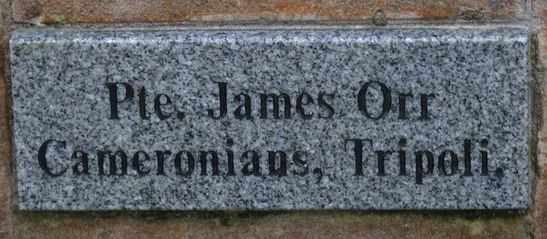 Pte. James Orr
Cameronians, Tripoli.